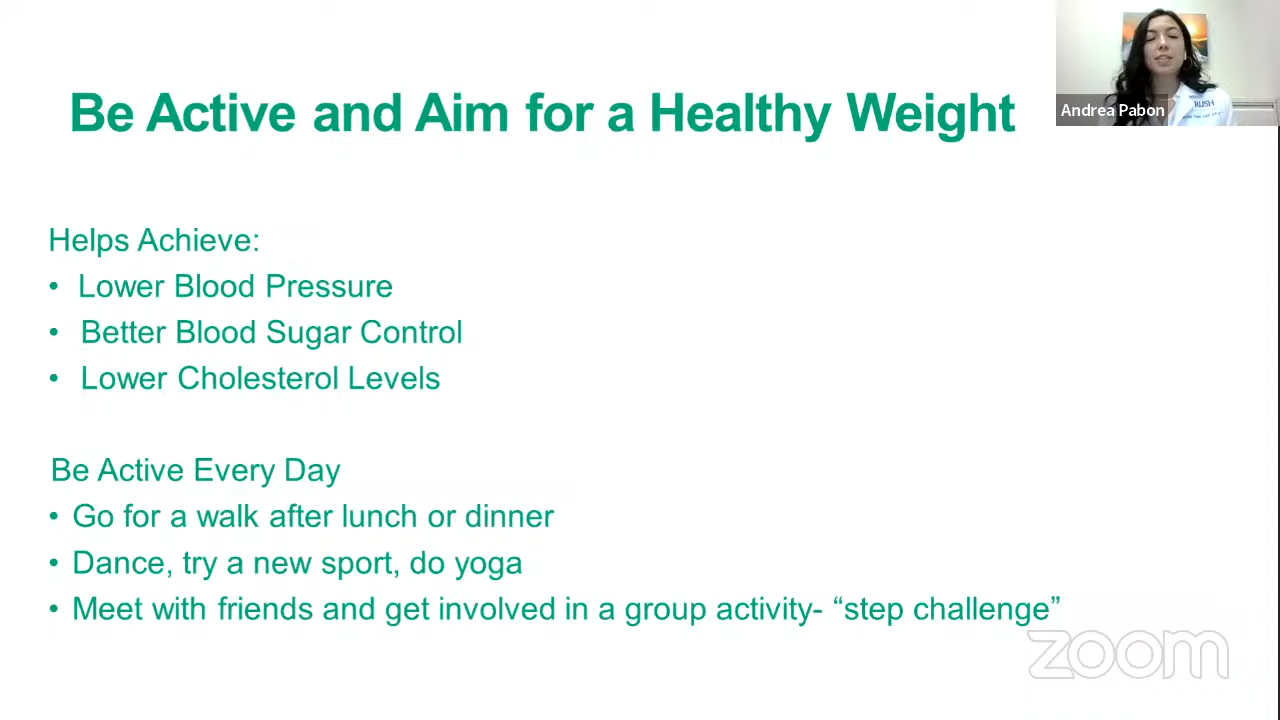 Be Active and Aim for a Healthy Weight
RUSH
Andrea Pabon
Helps Achieve:
• Lower Blood Pressure
• Better Blood Sugar Control
• Lower Cholesterol Levels
Be Active Every Day
• Go for a walk after lunch or dinner
• Dance, try a new sport, do yoga
• Meet with friends and get involved in a group activity- “step challenge”
zoom